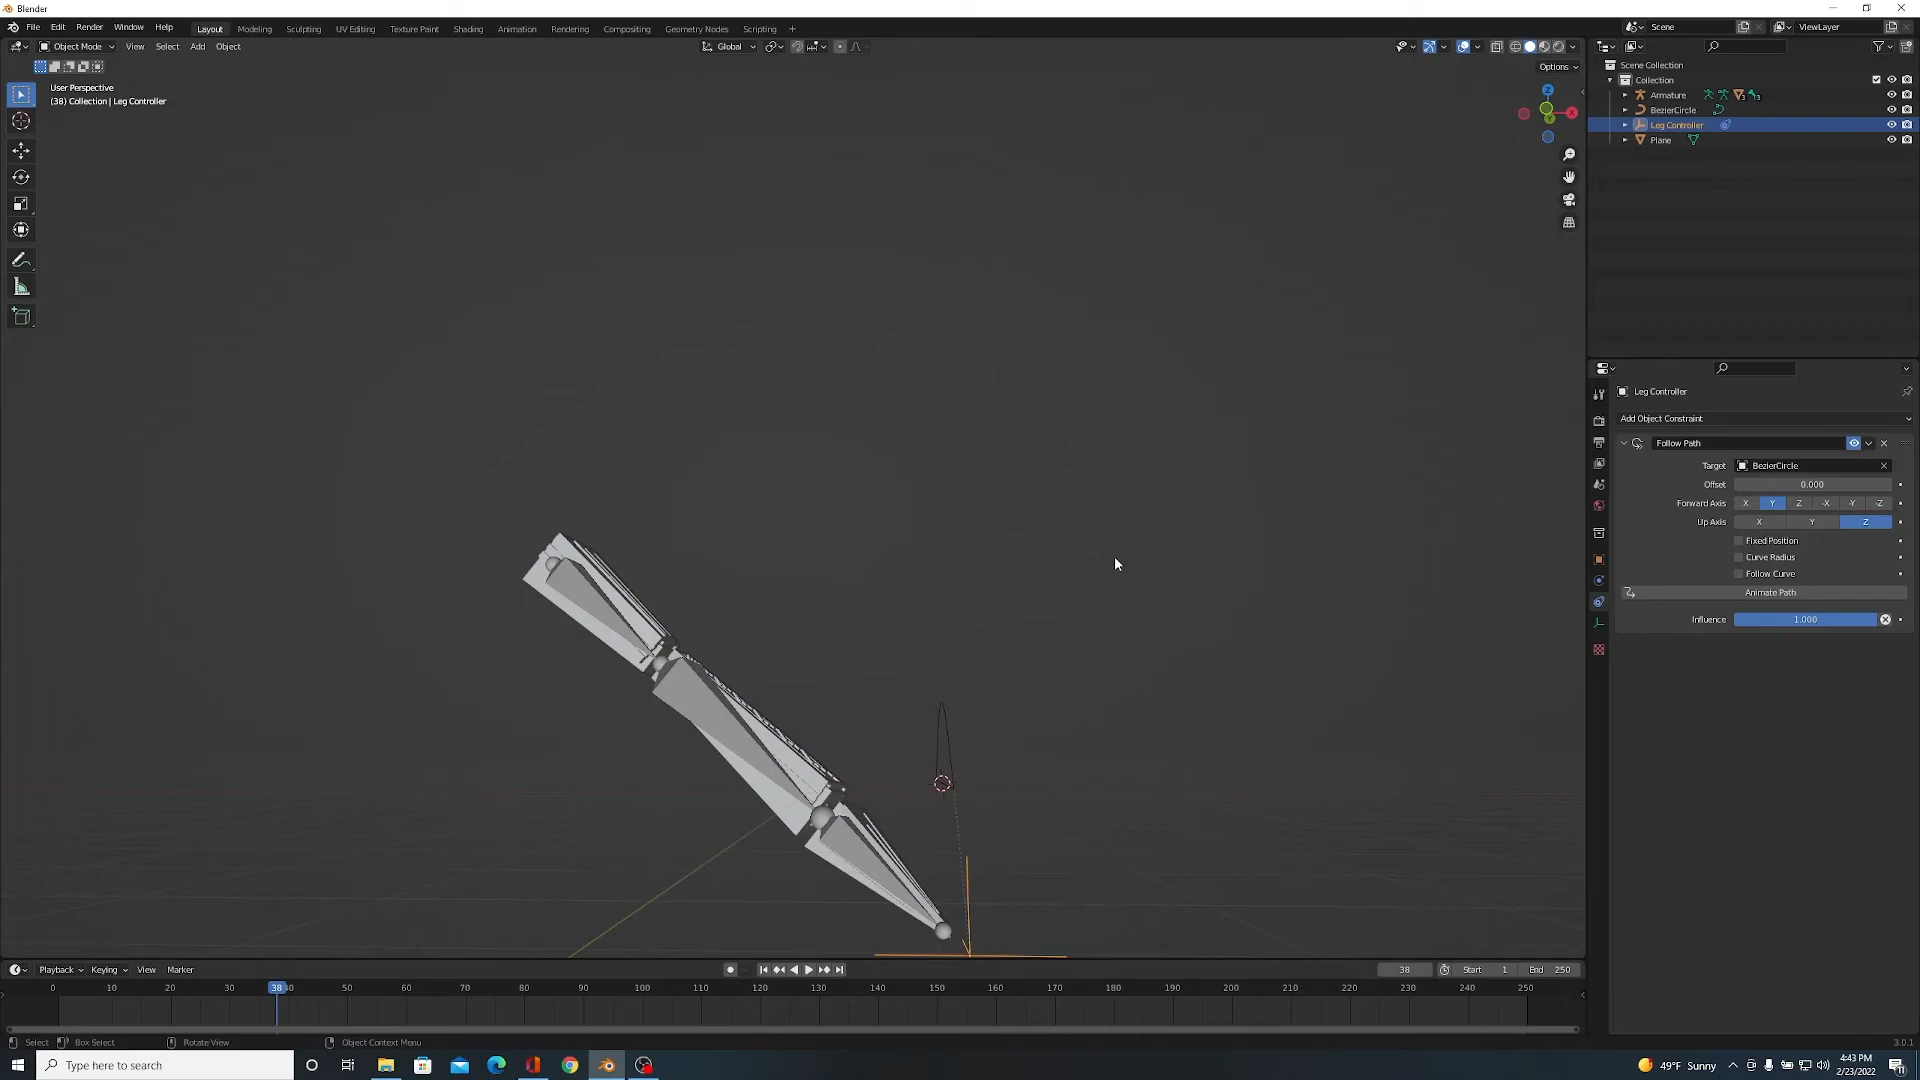 Blender
File Edit Render Window Help Layout Modeling Sculpting UV Editing Texture Paint Shading Animation Rendering Compositing Geometry Nodes Scripting + Scene ViewLayer
Object Mode View Select Add Object Global
Options
User Perspective
(38) Collection | Leg Controller
Z
X
Y
Scene Collection
Collection
Armature 3 3
BezierCircle
Leg Controller
Plane
Leg Controller
Add Object Constraint
Follow Path
Target BezierCircle
Offset 0.000
Forward Axis X Y Z -X -Y -Z
Up Axis X Y Z
Fixed Position
Curve Radius
Follow Curve
Animate Path
Influence 1.000
Playback Keying View Marker 38 Start 1 End 250
0 10 20 30 38 50 60 70 80 90 100 110 120 130 140 150 160 170 180 190 200 210 220 230 240 250
Select Box Select Rotate View Object Context Menu 3.0.1
Type here to search 49°F Sunny 4:43 PM
2/23/2022
11